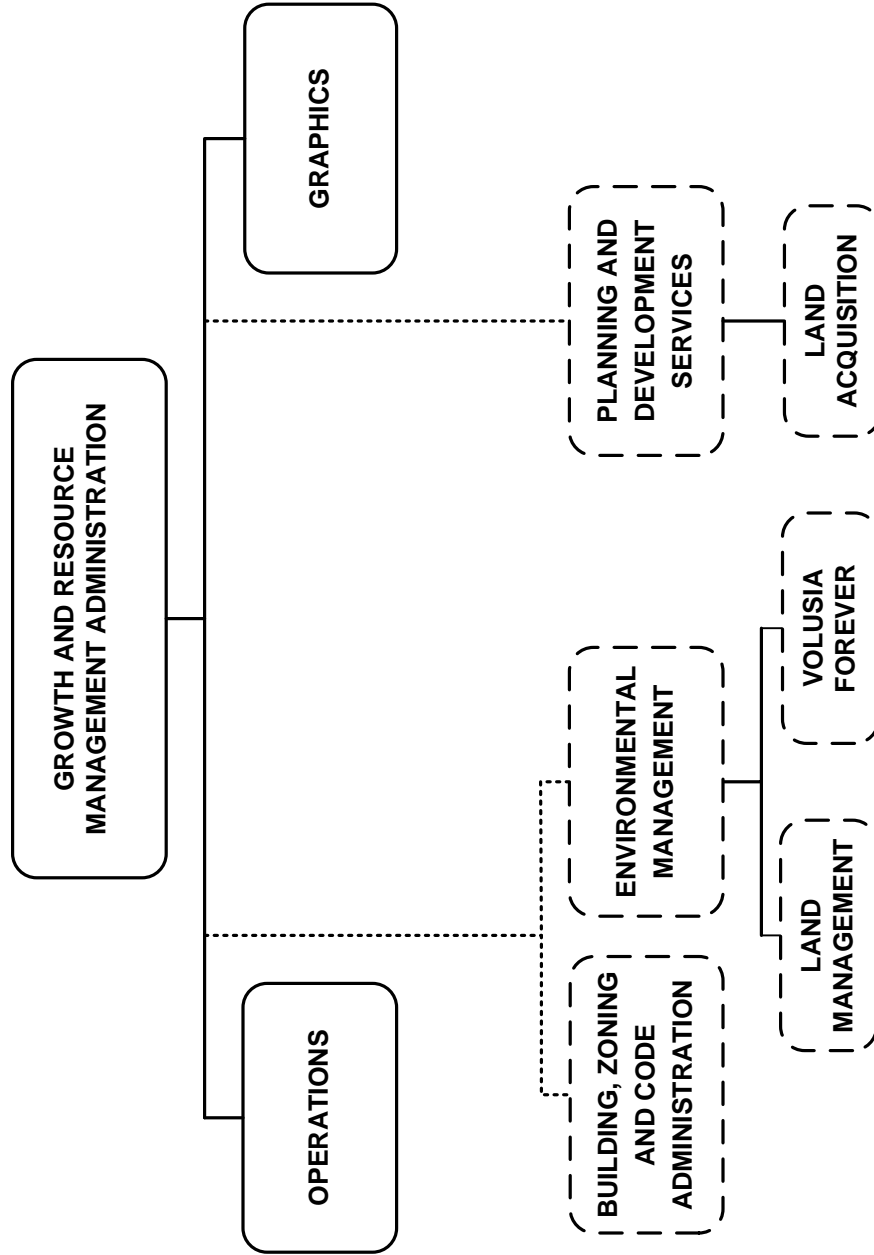 GROWTH AND RESOURCE
MANAGEMENT ADMINISTRATION
OPERATIONS
GRAPHICS
BUILDING, ZONING
AND CODE
ADMINISTRATION
ENVIRONMENTAL
MANAGEMENT
PLANNING AND
DEVELOPMENT
SERVICES
LAND
MANAGEMENT
VOLUSIA
FOREVER
LAND
ACQUISITION